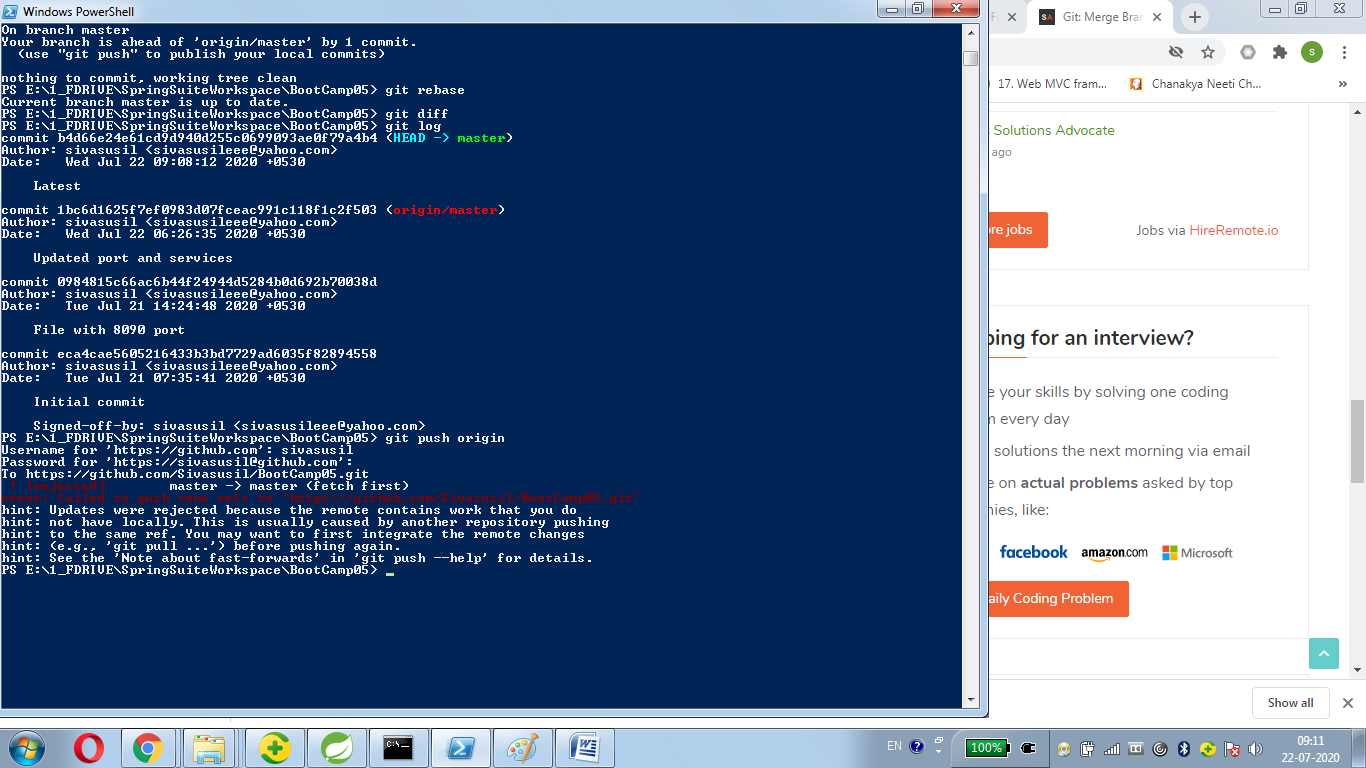 Windows PowerShell
On branch master
Your branch is ahead of 'origin/master' by 1 commit.
(use "git push" to publish your local commits)
nothing to commit, working tree clean
PS E:\1_FDRIVE\SpringSuiteWorkspace\BootCamp05> git rebase
Current branch master is up to date.
PS E:\1_FDRIVE\SpringSuiteWorkspace\BootCamp05> git diff
PS E:\1_FDRIVE\SpringSuiteWorkspace\BootCamp05> git log
commit b4d66e24e61cd9d940d255c0699093ae0f79a4b4 (HEAD -> master)
Author: sivasusil <sivasusileee@yahoo.com>
Date:   Wed Jul 22 09:08:12 2020 +0530
Latest
commit 1bc6d1625f7ef0983d07fceac991c118f1c2f503 (origin/master)
Author: sivasusil <sivasusileee@yahoo.com>
Date:   Wed Jul 22 06:26:35 2020 +0530
Updated port and services
commit 0984815c66ac6b44f24944d5284b0d692b70038d
Author: sivasusil <sivasusileee@yahoo.com>
Date:   Tue Jul 21 14:24:48 2020 +0530
File with 8090 port
commit eca4cae5605216433b3bd7729ad6035f82894558
Author: sivasusil <sivasusileee@yahoo.com>
Date:   Tue Jul 21 07:35:41 2020 +0530
Initial commit
Signed-off-by: sivasusil <sivasusileee@yahoo.com>
PS E:\1_FDRIVE\SpringSuiteWorkspace\BootCamp05> git push origin
Username for 'https://github.com': sivasusil
Password for 'https://sivasusil@github.com':
To https://github.com/Sivasusil/BootCamp05.git
! [rejected]        master -> master (fetch first)
error: failed to push some refs to 'https://github.com/Sivasusil/BootCamp05.git'
hint: Updates were rejected because the remote contains work that you do
hint: not have locally. This is usually caused by another repository pushing
hint: to the same ref. You may want to first integrate the remote changes
hint: (e.g., 'git pull ...') before pushing again.
hint: See the 'Note about fast-forwards' in 'git push --help' for details.
PS E:\1_FDRIVE\SpringSuiteWorkspace\BootCamp05>
SA Git: Merge Bran
S
17. Web MVC fram...
Chanakya Neeti Ch...
»
s Solutions Advocate
ago
ore jobs
Jobs via HireRemote.io
ping for an interview?
e your skills by solving one coding
m every day
solutions the next morning via email
e on actual problems asked by top
nies, like:
facebook amazon.com Microsoft
aily Coding Problem
Show all
C:\_
EN
100%
09:11
22-07-2020